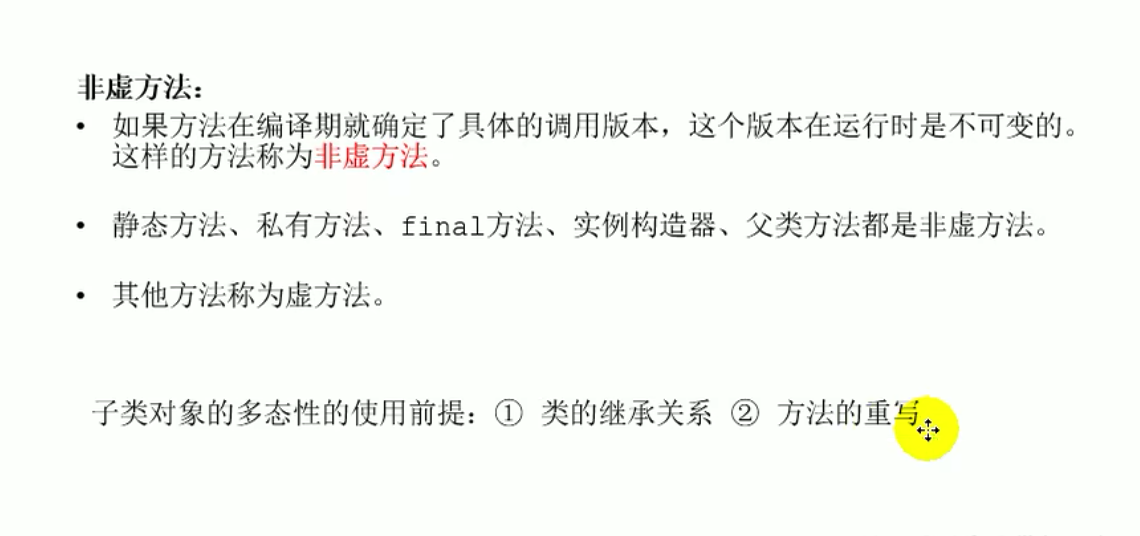 非虚方法：
• 如果方法在编译期就确定了具体的调用版本，这个版本在运行时是不可变的。
这样的方法称为非虚方法。
• 静态方法、私有方法、final方法、实例构造器、父类方法都是非虚方法。
• 其他方法称为虚方法。
子类对象的多态性的使用前提：① 类的继承关系 ② 方法的重写